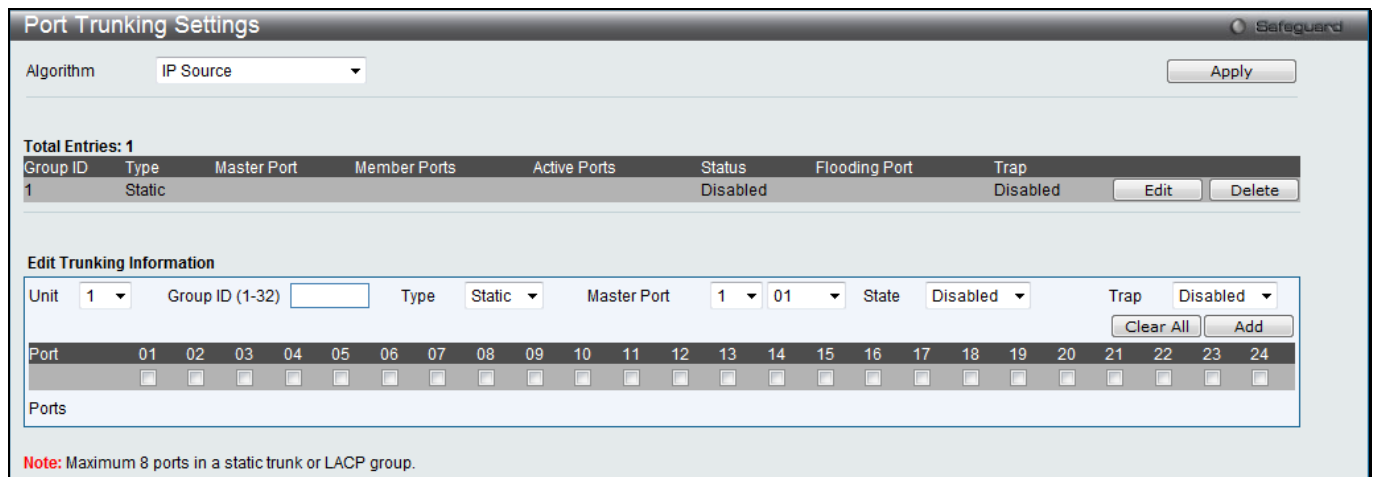 Port Trunking Settings Safeguard
Algorithm IP Source Apply
Total Entries: 1
Group ID Type Master Port Member Ports Active Ports Status Flooding Port Trap
1 Static Disabled Disabled Edit Delete
Edit Trunking Information
Unit 1 Group ID (1-32) Type Static Master Port 1 01 State Disabled Trap Disabled
Clear All Add
Port 01 02 03 04 05 06 07 08 09 10 11 12 13 14 15 16 17 18 19 20 21 22 23 24
Ports
Note: Maximum 8 ports in a static trunk or LACP group.